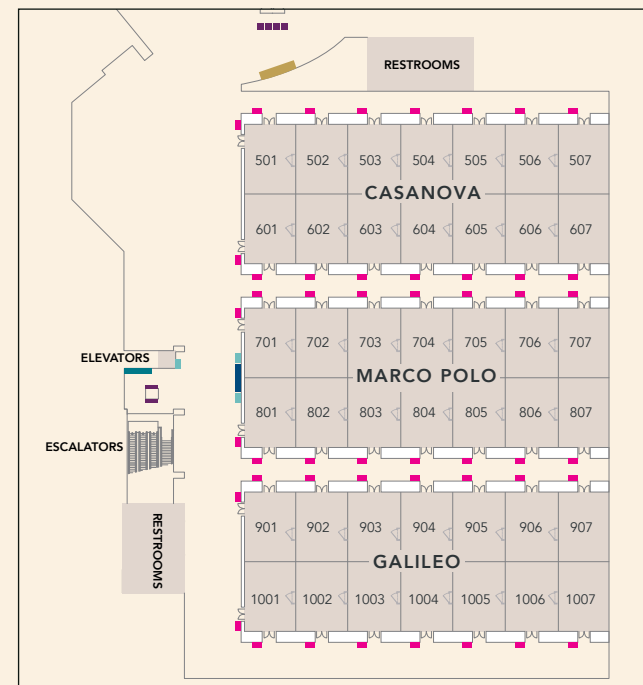 RESTROOMS
501 502 503 504 505 506 507
CASANOVA
601 602 603 604 605 606 607
701 702 703 704 705 706 707
ELEVATORS
MARCO POLO
801 802 803 804 805 806 807
ESCALATORS
901 902 903 904 905 906 907
RESTROOMS
GALILEO
1001 1002 1003 1004 1005 1006 1007